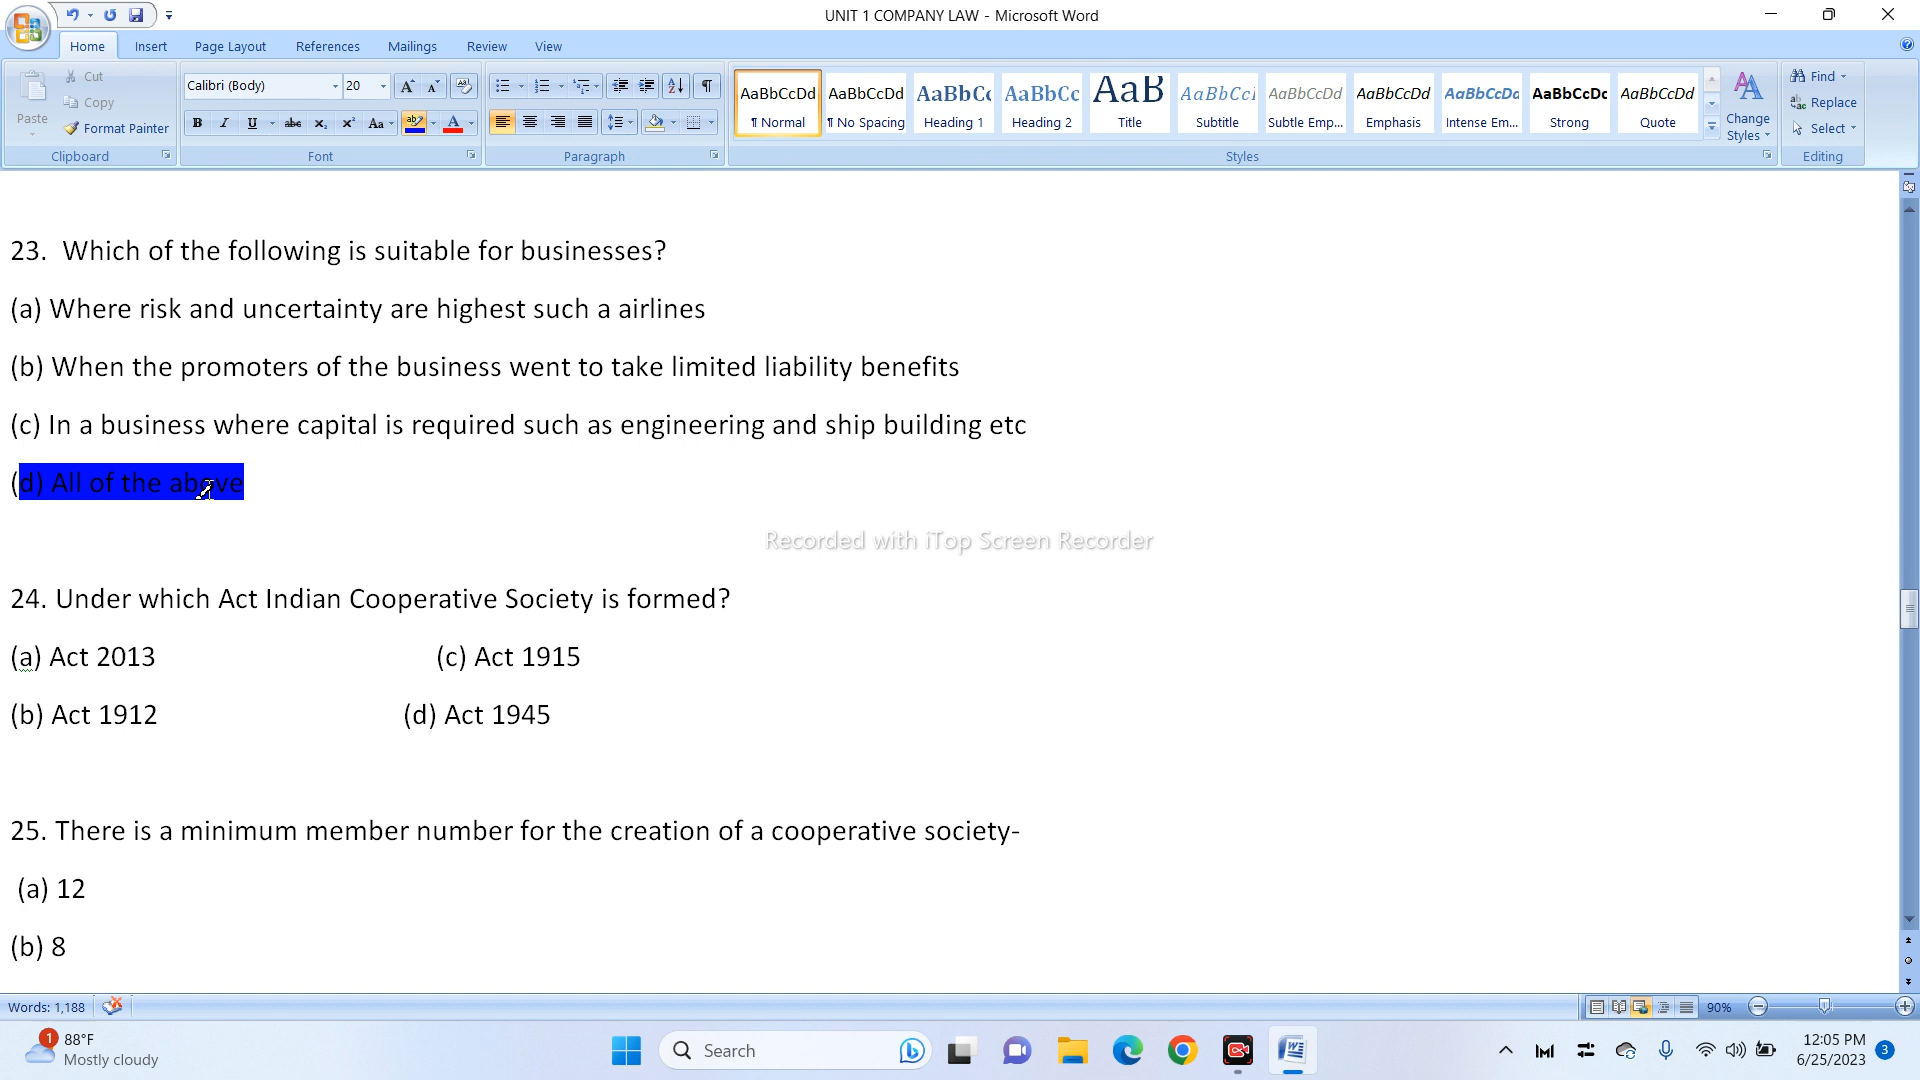 UNIT 1 COMPANY LAW - Microsoft Word
Home Insert Page Layout References Mailings Review View
Paste
Cut
Copy
Format Painter
Clipboard
Calibri (Body) 20
Font
Paragraph
AaBbCcDd AaBbCcDd AaBbCc AaBbCc AaB AaBbCcI AaBbCcDd AaBbCcDd AaBbCcDd AaBbCcDd AaBbCcDd
¶ Normal ¶ No Spacing Heading 1 Heading 2 Title Subtitle Subtle Emp... Emphasis Intense Em... Strong Quote
Styles
Change Styles
Find
Replace
Select
Editing
23. Which of the following is suitable for businesses?
(a) Where risk and uncertainty are highest such a airlines
(b) When the promoters of the business went to take limited liability benefits
(c) In a business where capital is required such as engineering and ship building etc
(d) All of the above
Recorded with iTop Screen Recorder
24. Under which Act Indian Cooperative Society is formed?
(a) Act 2013 (c) Act 1915
(b) Act 1912 (d) Act 1945
25. There is a minimum member number for the creation of a cooperative society-
(a) 12
(b) 8
Words: 1,188
90%
1
88°F
Mostly cloudy
Search
12:05 PM
6/25/2023
3